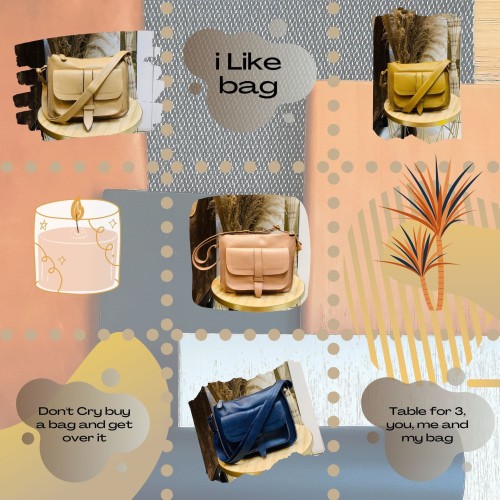 i Like
bag
Don't Cry buy
a bag and get
over it
Table for 3,
you, me and
my bag